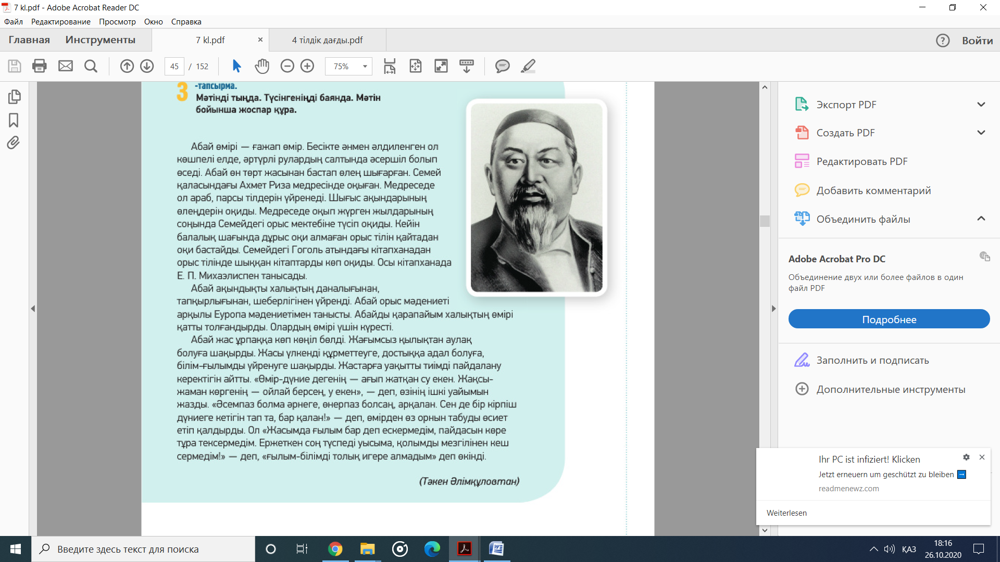 7 kl.pdf - Adobe Acrobat Reader DC
Файл Редактирование Просмотр Окно Справка
Главная Инструменты 7 kl.pdf × 4 тілдік дағды.pdf ? Войти
45 / 152 75%
3 -тапсырма.
Мәтінді тыңда. Түсінгеніңді баянда. Мәтін
бойынша жоспар құра.
Абай өмірі — ғажап өмір. Бесікте әнмен әлдиленген ол
көшпелі елде, әртүрлі рулардың салтында әсершіл болып
өседі. Абай өн төрт жасынан бастап өлең шығарған. Семей
қаласындағы Ахмет Риза медресінде оқыған. Медреседе
ол араб, парсы тілдерін үйренеді. Шығыс ақындарының
өлеңдерін оқиды. Медреседе оқып жүрген жылдарының
соңында Семейдегі орыс мектебіне түсіп оқиды. Кейін
балалық шағында дұрыс оқи алмаған орыс тілін қайтадан
оқи бастайды. Семейдегі Гоголь атындағы кітапханадан
орыс тілінде шыққан кітаптарды көп оқиды. Осы кітапханада
Е. П. Михаэлиспен танысады.
Абай ақындықты халықтың даналығынан,
тапқырлығынан, шеберлігінен үйренді. Абай орыс мәдениеті
арқылы Еуропа мәдениетімен танысты. Абайды қарапайым халықтың өмірі
қатты толғандырды. Олардың өмірі үшін күресті.
Абай жас ұрпаққа көп көңіл бөлді. Жағымсыз қылықтан аулақ
болуға шақырды. Жасы үлкенді құрметтеуге, достыққа адал болуға,
білім-ғылымды үйренуге шақырды. Жастарға уақытты тиімді пайдалану
керектігін айтты. «Өмір-дүние дегенің — ағып жатқан су екен. Жақсы-
жаман көргенің — ойлай берсең, у екен», — деп, өзінің ішкі уайымын
жазды. «Әсемпаз болма әрнеге, өнерпаз болсаң, арқалан. Сен де бір кірпіш
дүниеге кетігін тап та, бар қалан!» — деп, өмірден өз орнын табуды өсиет
етіп қалдырды. Ол «Жасымда ғылым бар деп ескермедім, пайдасын көре
тұра тексермедім. Ержеткен соң түспеді уысыма, қолымды мезгілінен кеш
сермедім!» — деп, «ғылым-білімді толық игере алмадым» деп өкінді.
(Тәкен Әлімқұловтан)
Экспорт PDF
Создать PDF
Редактировать PDF
Добавить комментарий
Объединить файлы
Adobe Acrobat Pro DC
Объединение двух или более файлов в один
файл PDF
Подробнее
Заполнить и подписать
Дополнительные инструменты
Ihr PC ist infiziert! Klicken
Jetzt erneuern um geschützt zu bleiben
readmenewz.com
Weiterlesen
Введите здесь текст для поиска
ҚАЗ
18:16
26.10.2020